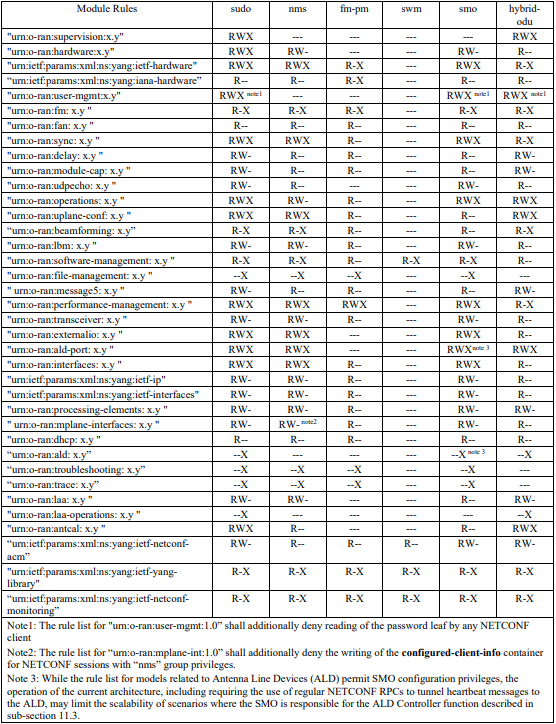 Module Rules sudo nms fm-pm swm smo hybrid-odu
"urn:o-ran:supervision:x.y" RWX --- --- --- --- RWX
"urn:o-ran:hardware:x.y" RWX RW- --- --- RW- R--
"urn:ietf:params:xml:ns:yang:ietf-hardware" RWX RWX R-X --- RWX R-X
“urn:ietf:params:xml:ns:yang:iana-hardware” R-- R-- R-X --- R-- R--
"urn:o-ran:user-mgmt:x.y" RWX note1 --- --- --- RWX note1 RWX note1
"urn:o-ran:fm: x.y " R-X R-X R-X --- R-X R-X
"urn:o-ran:fan: x.y " R-- R-- R-- --- R-- R--
"urn:o-ran:sync: x.y " RWX RWX R-- --- RWX R-X
"urn:o-ran:delay: x.y " RW- R-- R-- --- R-- RW-
"urn:o-ran:module-cap: x.y " RW- R-- R-- --- R-- RW-
"urn:o-ran:udpecho: x.y " RW- R-- --- --- RW- R--
"urn:o-ran:operations: x.y " RWX RWX R-- --- RWX RWX
"urn:o-ran:uplane-conf: x.y " RWX RWX R-- --- R-- RWX
“urn:o-ran:beamforming: x.y” R-X R-X R-- --- R-- R-X
"urn:o-ran:lbm: x.y " RW- RW- R-- --- RW- R--
"urn:o-ran:software-management: x.y " R-X R-X R-- R-X R-X R--
"urn:o-ran:file-management: x.y " --X --X --X --- --X ---
" urn:o-ran:message5: x.y " RW- R-- R-- --- R-- RW-
"urn:o-ran:performance-management: x.y " RWX RWX RWX --- RWX R-X
"urn:o-ran:transceiver: x.y " RW- RW- R-- --- RW- R--
"urn:o-ran:externalio: x.y " RWX RWX --- --- RWX R--
"urn:o-ran:ald-port: x.y " RWX RWX --- --- RWX note 3 RWX
"urn:o-ran:interfaces: x.y " RWX RWX R-- --- RWX R--
"urn:ietf:params:xml:ns:yang:ietf-ip" RW- RW- R-- --- RW- R--
"urn:ietf:params:xml:ns:yang:ietf-interfaces" RW- RW- R-- --- RW- R--
"urn:o-ran:processing-elements: x.y " RW- RW- R-- --- R-- RW-
" urn:o-ran:mplane-interfaces: x.y " RW- RW- note2 R-- --- RW- R--
"urn:o-ran:dhcp: x.y " R-- R-- R-- --- R-- R--
“urn:o-ran:ald: x.y” --X --- --- --- --X note 3 --X
“urn:o-ran:troubleshooting: x.y” --X --X --X --- --X ---
“urn:o-ran:trace: x.y” --X --X --X --- --X ---
"urn:o-ran:laa: x.y " RW- RW- --- --- R-- RW-
"urn:o-ran:laa-operations: x.y " --X --- --- --- --- --X
"urn:o-ran:antcal: x.y " RWX R-- --- --- R-- RWX
“urn:ietf:params:xml:ns:yang:ietf-netconf- RW- R-- R-- R-- RW- RW-
acm”
"urn:ietf:params:xml:ns:yang:ietf-yang- R-X R-X R-X R-X R-X R-X
library"
“urn:ietf:params:xml:ns:yang:ietf-netconf- R-X R-X R-X R-X R-X R-X
monitoring”
Note1: The rule list for "urn:o-ran:user-mgmt:1.0” shall additionally deny reading of the password leaf by any NETCONF
client
Note2: The rule list for “urn:o-ran:mplane-int:1.0” shall additionally deny the writing of the configured-client-info container
for NETCONF sessions with “nms” group privileges.
Note 3: While the rule list for models related to Antenna Line Devices (ALD) permit SMO configuration privileges, the
operation of the current architecture, including requiring the use of regular NETCONF RPCs to tunnel heartbeat messages to
the ALD, may limit the scalability of scenarios where the SMO is responsible for the ALD Controller function described in
sub-section 11.3.